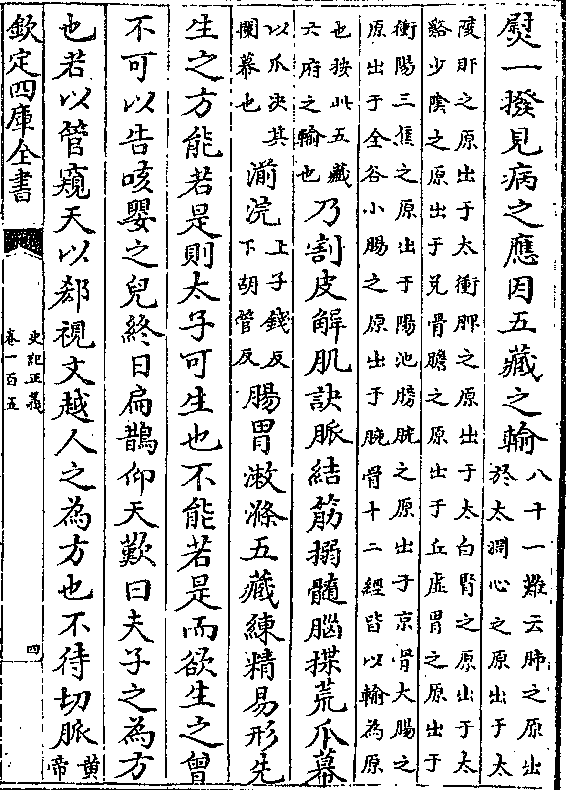 熨一撥見病之應因五藏之輸八十一難云肺之原出
於太淵心之原出于太
陵肝之原出于太衝脾之原出于太白腎之原出于太
谿少陰之原出于兌骨膽之原出于丘虛胃之原出于
衝陽三焦之原出于陽池膀胱之原出于京骨大腸之
原出于合谷小腸之原出于腕骨十二經皆以輸為原
也按此五藏
六府之輸也
乃割皮解肌訣脈結筋搦髓腦揲荒爪幕
以爪決其
闌幕也
湔浣
上子錢反
下胡管反
腸胃漱滌五藏練精易形先
生之方能若是則太子可生也不能若是而欲生之曾
不可以告咳嬰之兒終日扁鵲仰天歎曰夫子之為方
也若以管窺天以郄視文越人之為方也不待切脈黄
帝
欽定四庫全書
史記正義
卷一百五
四